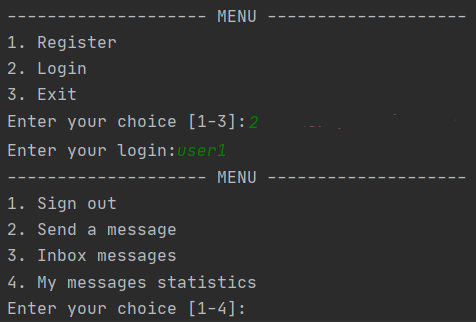 -------------------- MENU --------------------
1. Register
2. Login
3. Exit
Enter your choice [1-3]:2
Enter your login:user1
-------------------- MENU --------------------
1. Sign out
2. Send a message
3. Inbox messages
4. My messages statistics
Enter your choice [1-4]: